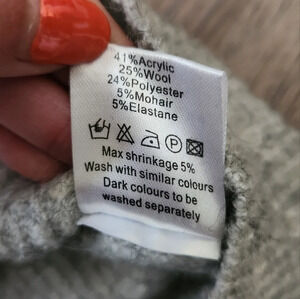 41%Acrylic
25%Wool
24%Polyester
5%Mohair
5%Elastane
P
Max shrinkage 5%
Wash with similar colours
Dark colours to be
washed separately